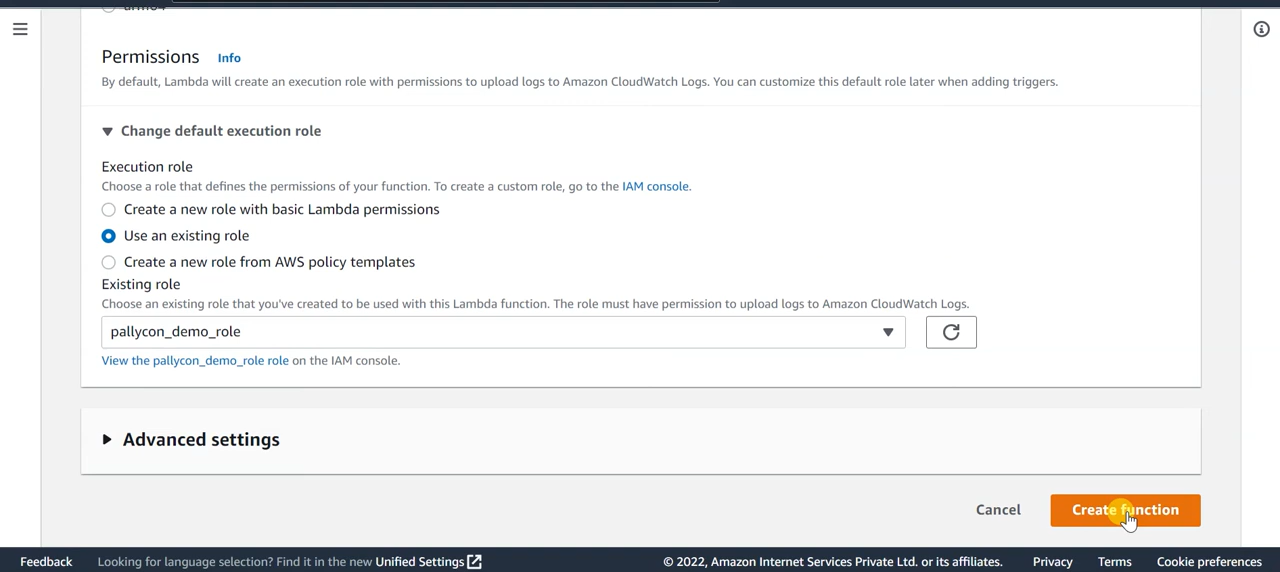 Permissions Info
By default, Lambda will create an execution role with permissions to upload logs to Amazon CloudWatch Logs. You can customize this default role later when adding triggers.
Change default execution role
Execution role
Choose a role that defines the permissions of your function. To create a custom role, go to the IAM console.
Create a new role with basic Lambda permissions
Use an existing role
Create a new role from AWS policy templates
Existing role
Choose an existing role that you've created to be used with this Lambda function. The role must have permission to upload logs to Amazon CloudWatch Logs.
pallycon_demo_role
View the pallycon_demo_role role on the IAM console.
Advanced settings
Cancel Create function
Feedback Looking for language selection? Find it in the new Unified Settings © 2022, Amazon Internet Services Private Ltd. or its affiliates. Privacy Terms Cookie preferences